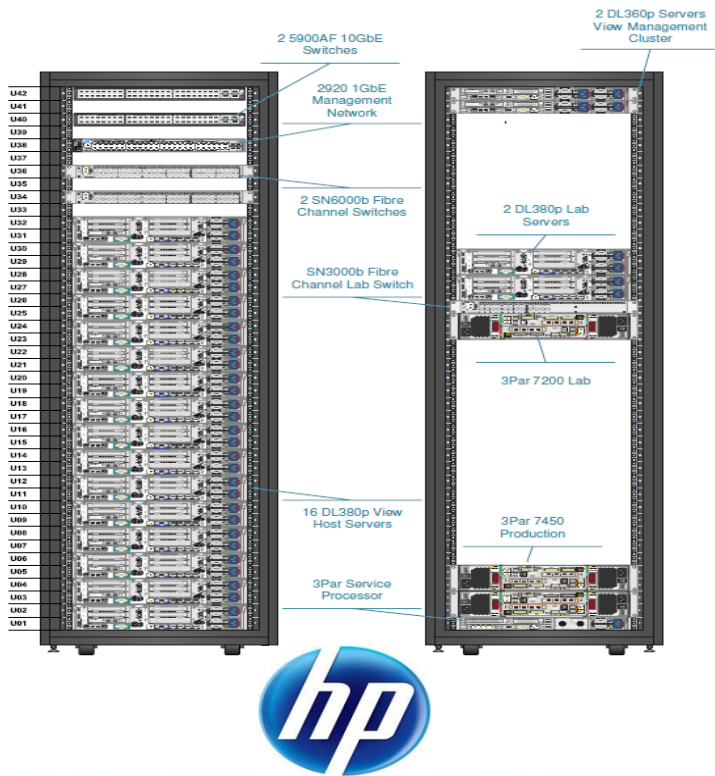 2 DL360p Servers
View Management
Cluster
2 5900AF 10GbE
Switches
2920 1GbE
Management
Network
2 SN6000b Fibre
Channel Switches
2 DL380p Lab
Servers
SN3000b Fibre
Channel Lab Switch
3Par 7200 Lab
16 DL380p View
Host Servers
3Par 7450
Production
3Par Service
Processor
U42
U41
U40
U39
U38
U37
U36
U35
U34
U33
U32
U31
U30
U29
U28
U27
U26
U25
U24
U23
U22
U21
U20
U19
U18
U17
U16
U15
U14
U13
U12
U11
U10
U09
U08
U07
U06
U05
U04
U03
U02
U01
hp